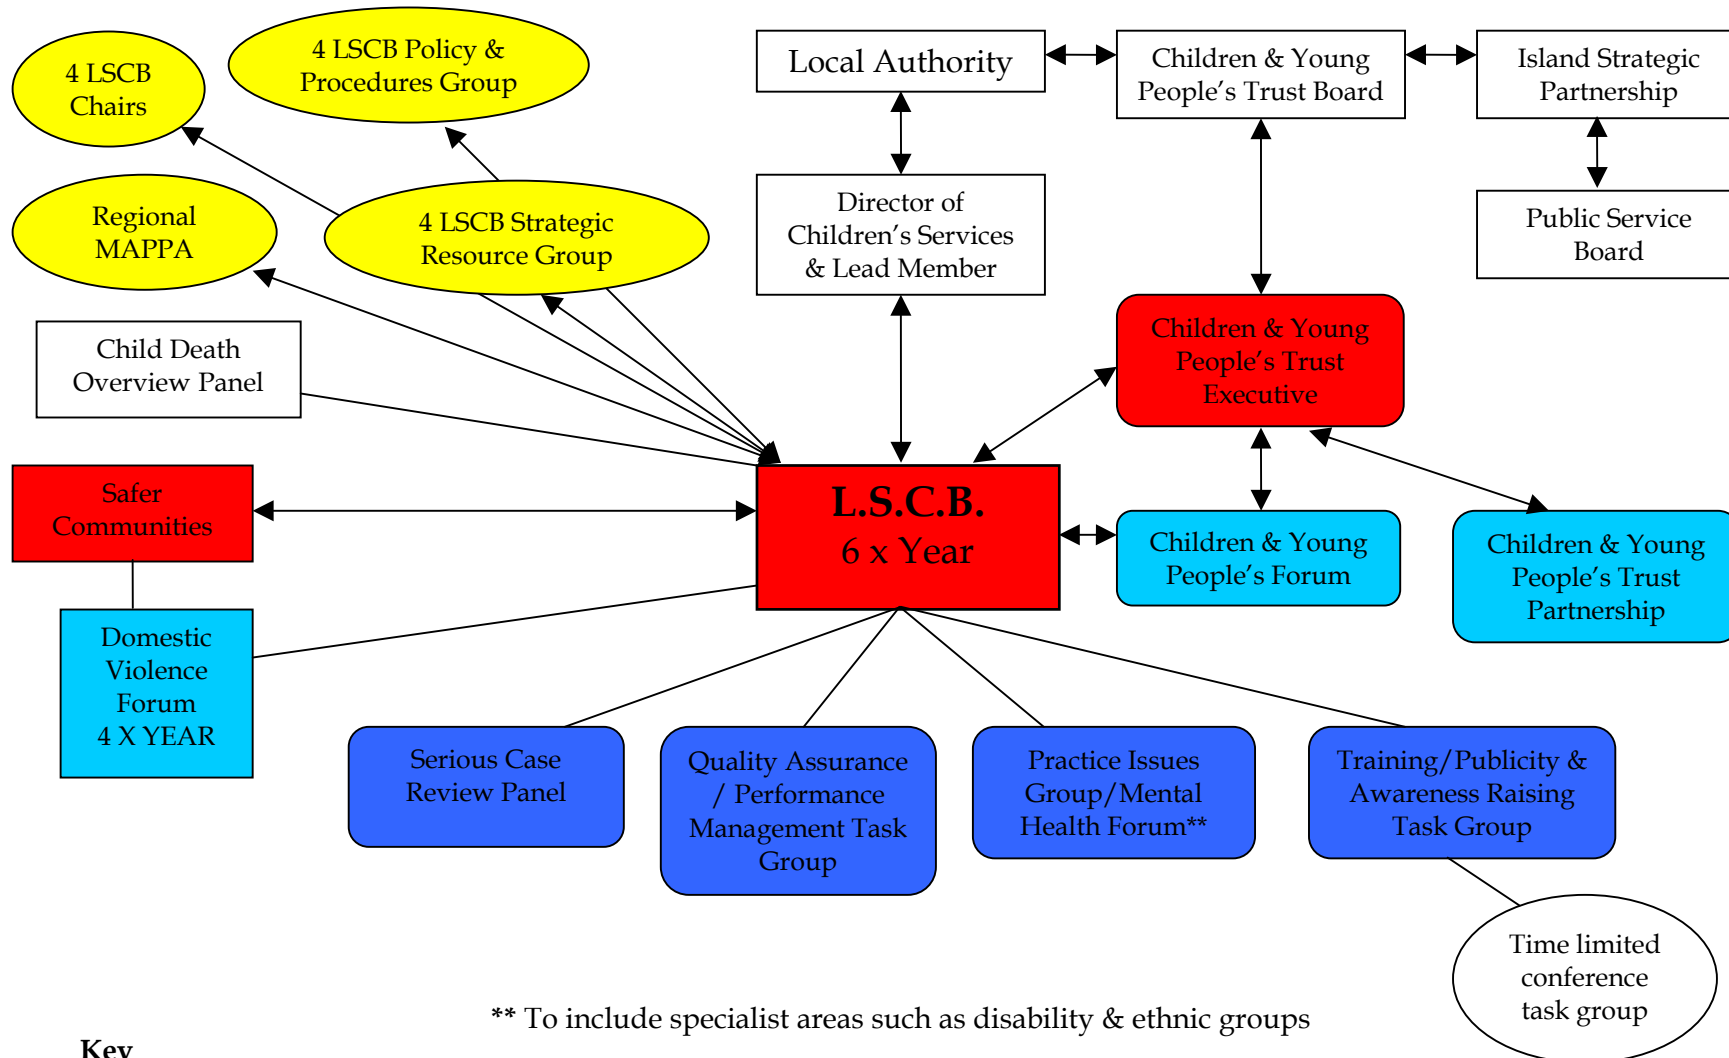 4 LSCB
Chairs
4 LSCB Policy &
Procedures Group
Local Authority
Children & Young
People’s Trust Board
Island Strategic
Partnership
Regional
MAPPA
4 LSCB Strategic
Resource Group
Director of
Children’s Services
& Lead Member
Public Service
Board
Child Death
Overview Panel
Children & Young
People’s Trust
Executive
Safer
Communities
L.S.C.B.
6 x Year
Children & Young
People’s Forum
Children & Young
People’s Trust
Partnership
Domestic
Violence
Forum
4 X YEAR
Serious Case
Review Panel
Quality Assurance
/ Performance
Management Task
Group
Practice Issues
Group/Mental
Health Forum**
Training/Publicity &
Awareness Raising
Task Group
Time limited
conference
task group
** To include specialist areas such as disability & ethnic groups
Key